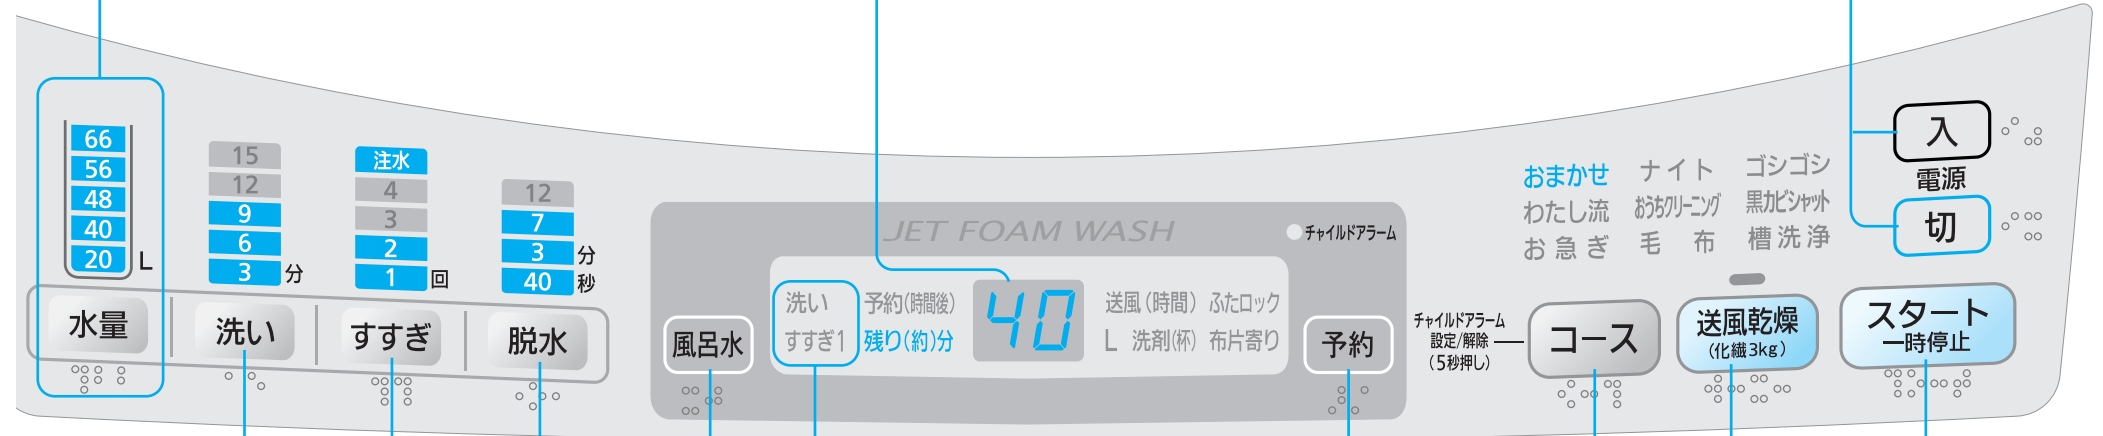 66
56
48
40
20 L
水量
15
12
9
6
3 分
洗い
注水
4
3
2
1 回
すすぎ
12
7
3 分
40 秒
脱水
JET FOAM WASH
チャイルドアラーム
風呂水
洗い 予約(時間後) 40 送風(時間) ふたロック
すすぎ1 残り(約)分 L 洗剤(杯) 布片寄り
予約
チャイルドアラーム
設定/解除
(5秒押し)
おまかせ ナイト ゴシゴシ
わたし流 おうちクリーニング 黒カビシャット
お急ぎ 毛布 槽洗浄
コース
送風乾燥
(化繊3kg)
入
電源
切
スタート
一時停止